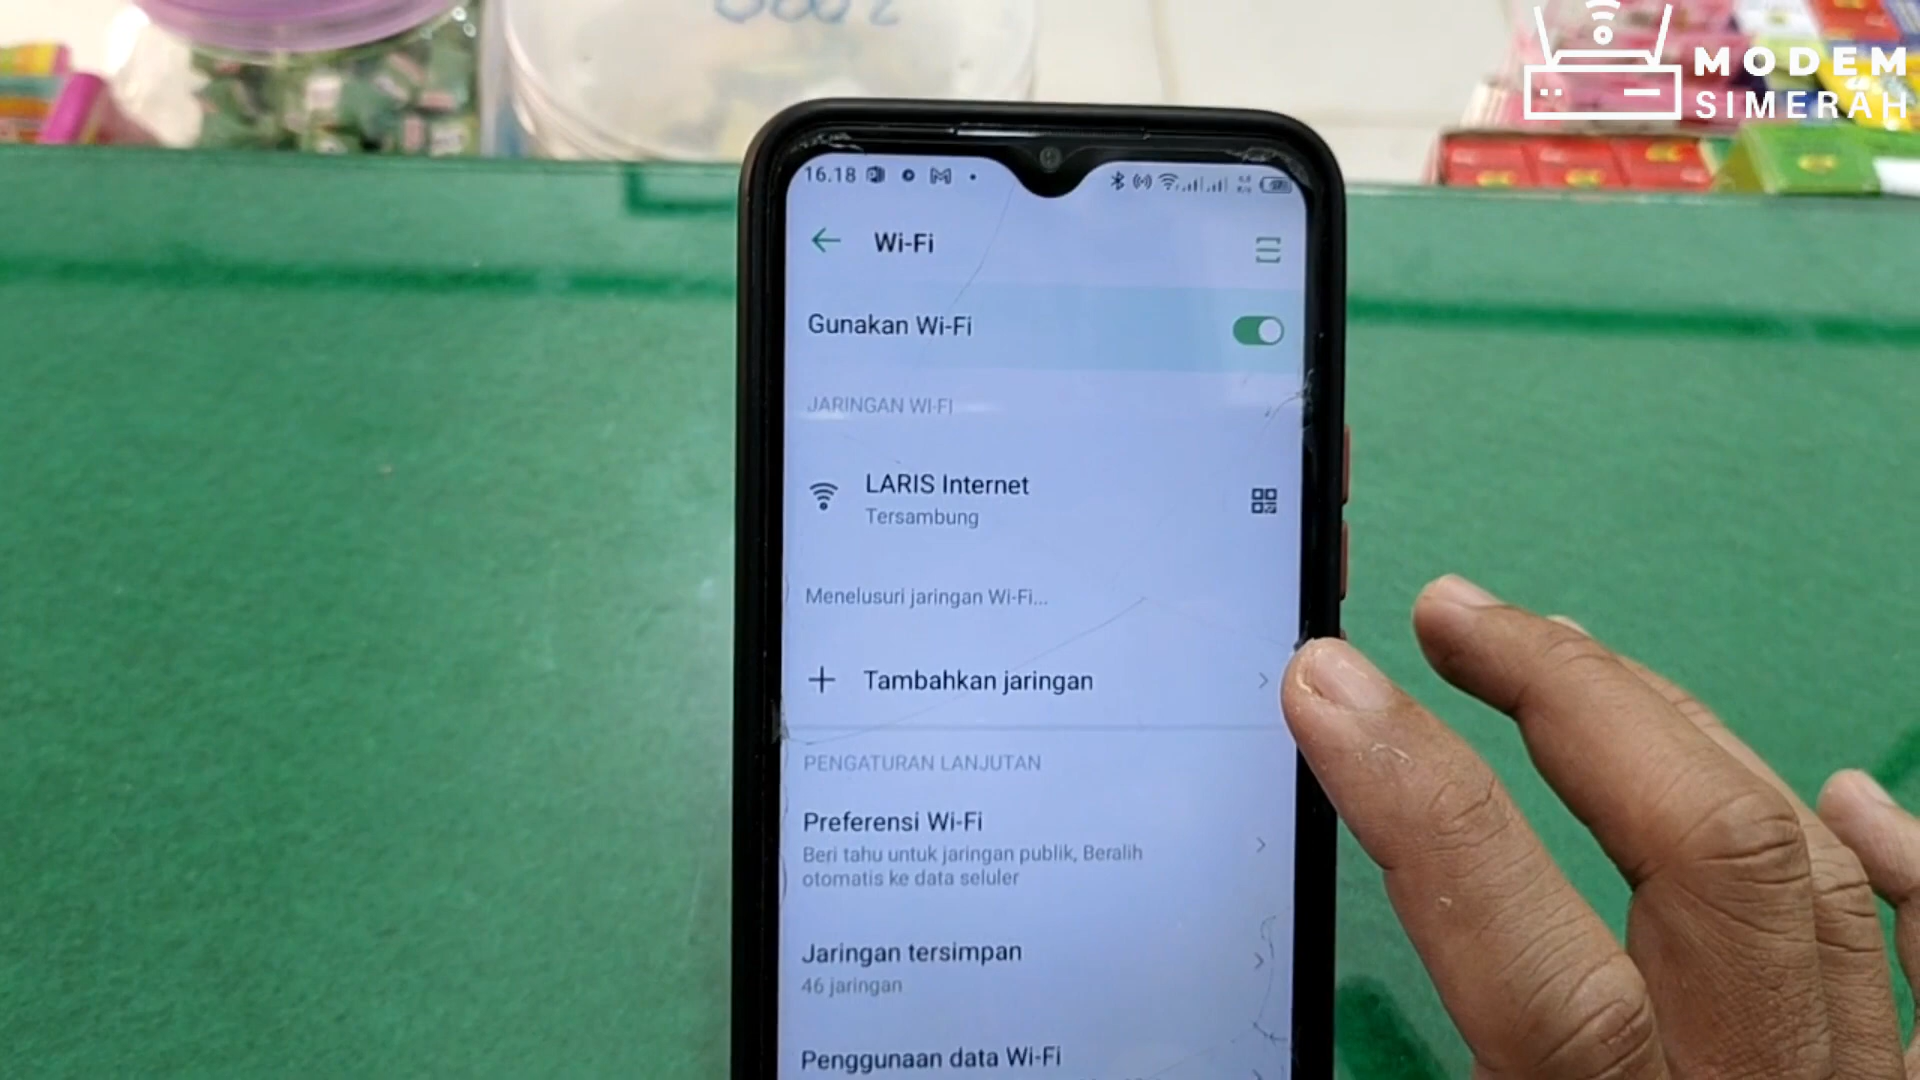 MODEM
SIMERAH
16.18
Wi-Fi
Gunakan Wi-Fi
JARINGAN WI-FI
LARIS Internet
Tersambung
Menelusuri jaringan Wi-Fi...
Tambahkan jaringan
PENGATURAN LANJUTAN
Preferensi Wi-Fi
Beri tahu untuk jaringan publik, Beralih
otomatis ke data seluler
Jaringan tersimpan
46 jaringan
Penggunaan data Wi-Fi